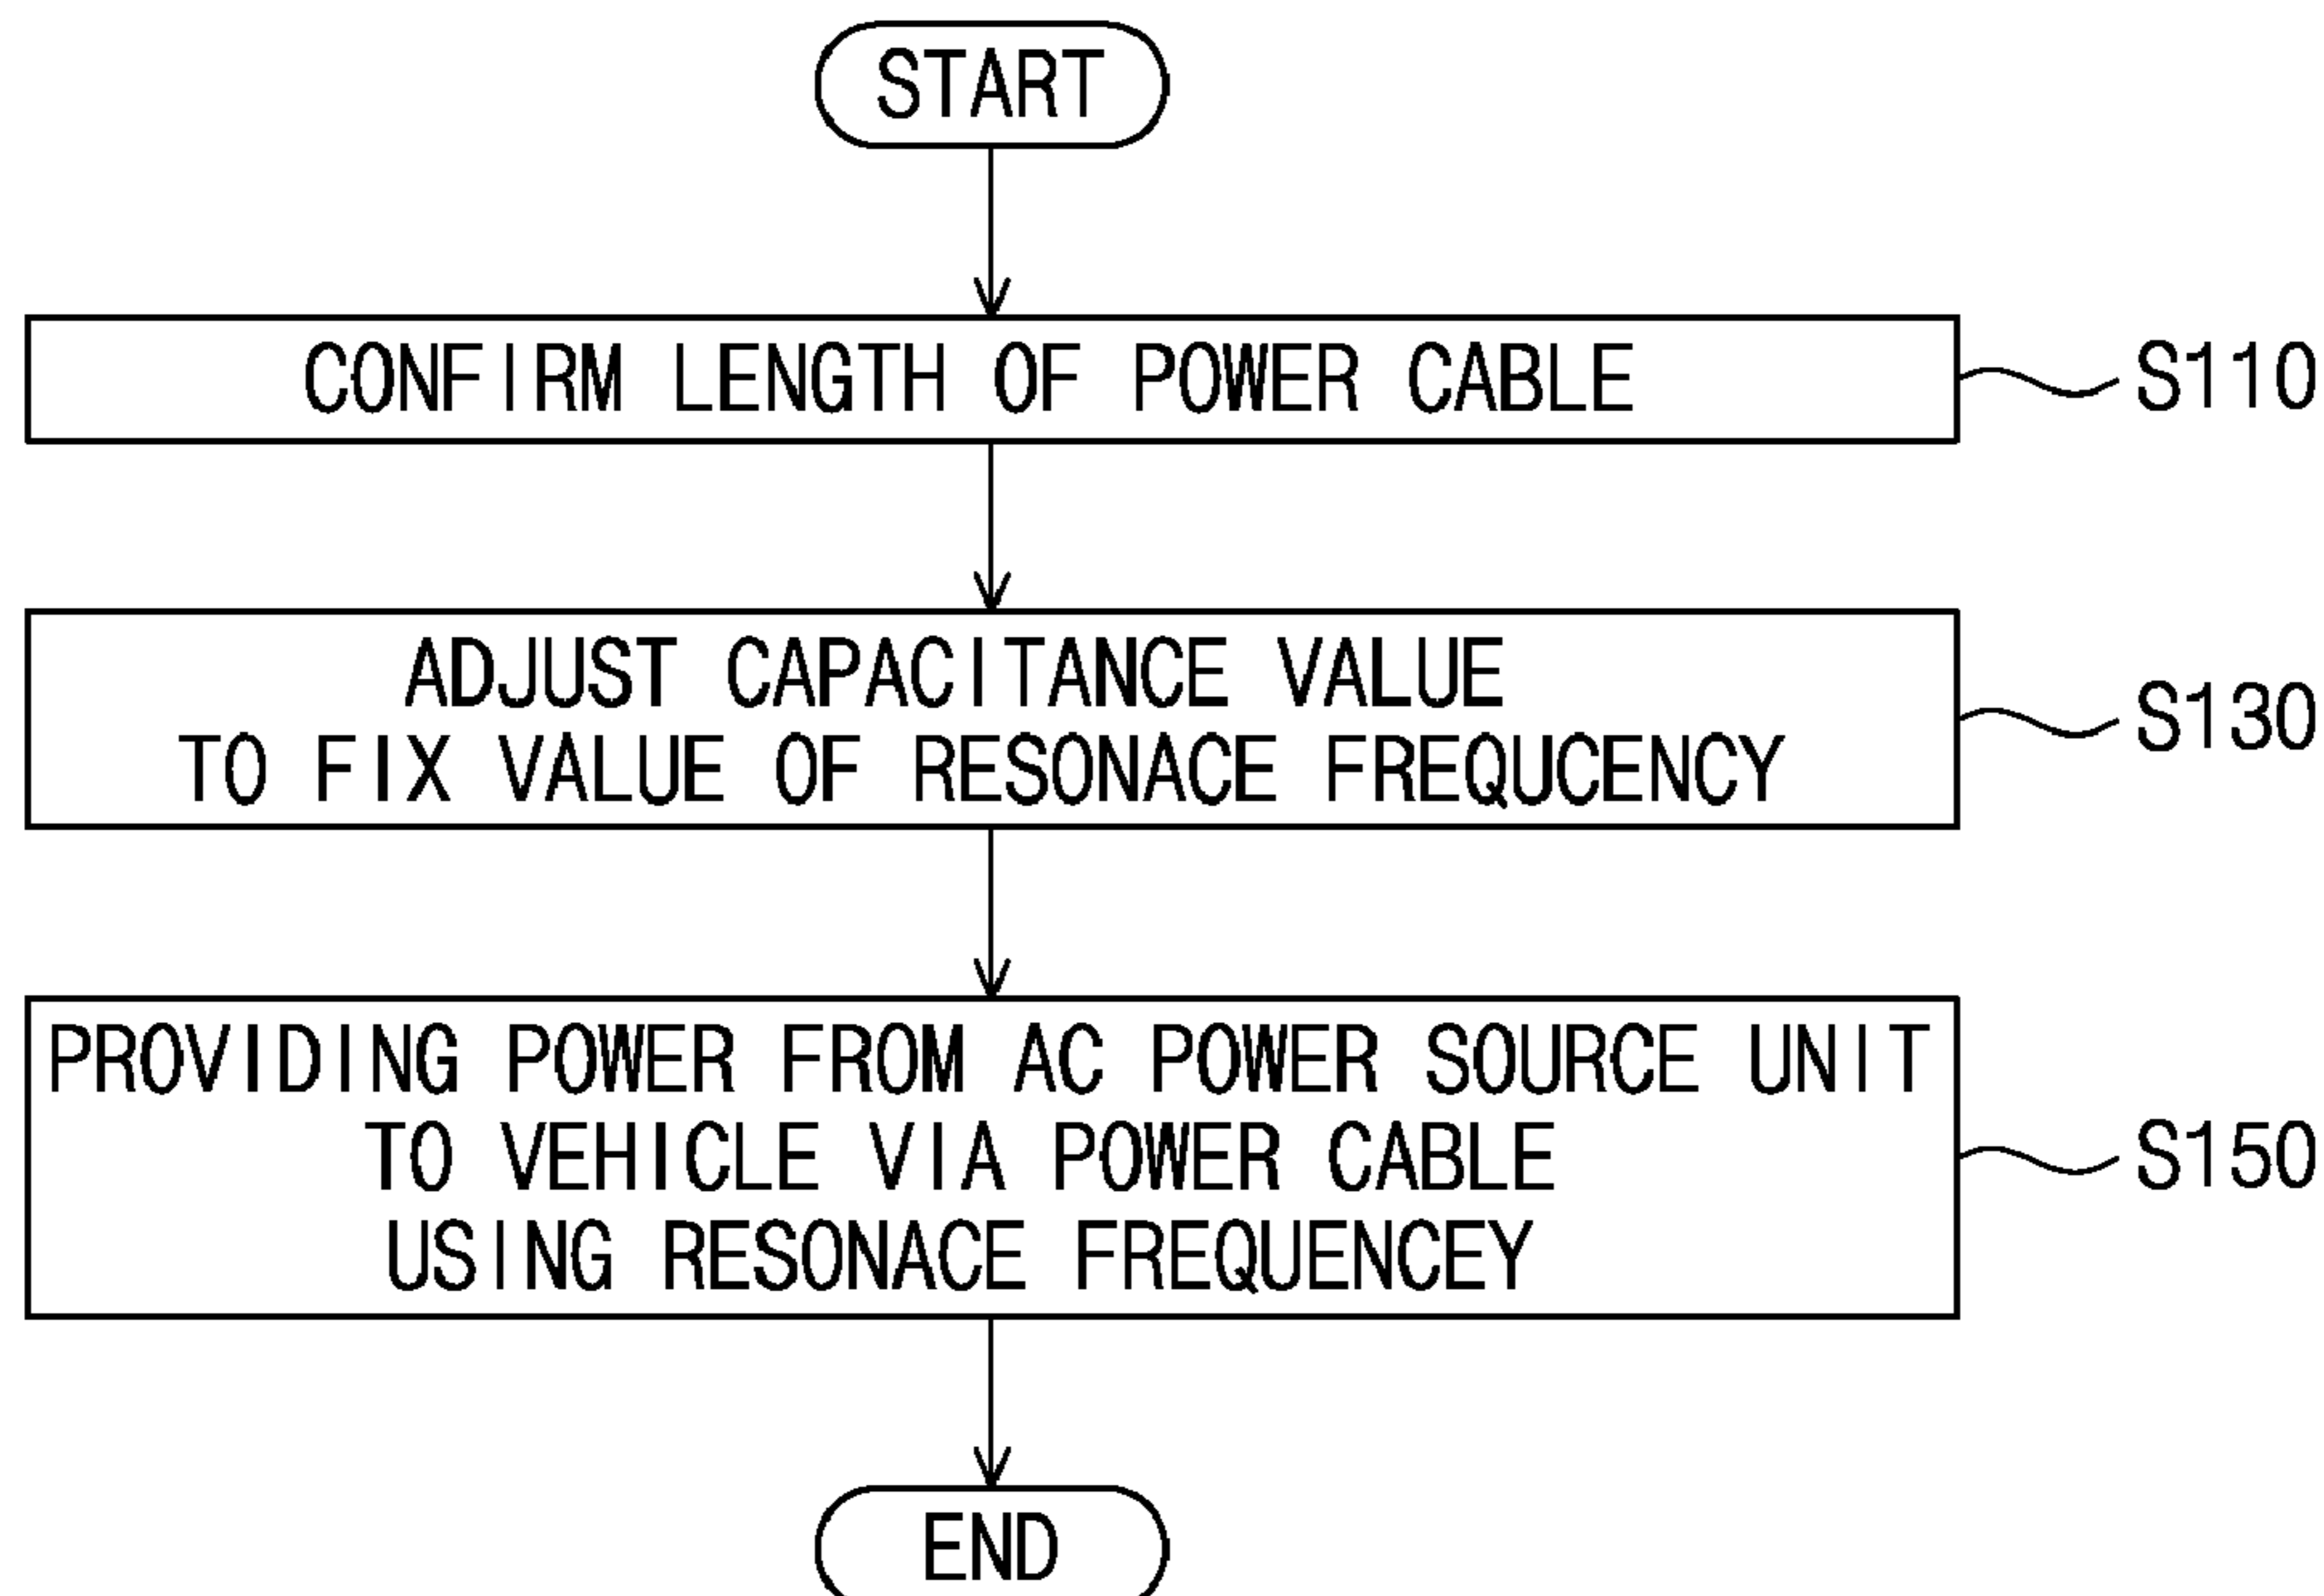 START
CONFIRM LENGTH OF POWER CABLE
S110
ADJUST CAPACITANCE VALUE
TO FIX VALUE OF RESONACE FREQUCENCY
S130
PROVIDING POWER FROM AC POWER SOURCE UNIT
TO VEHICLE VIA POWER CABLE
USING RESONACE FREQUENCEY
S150
END